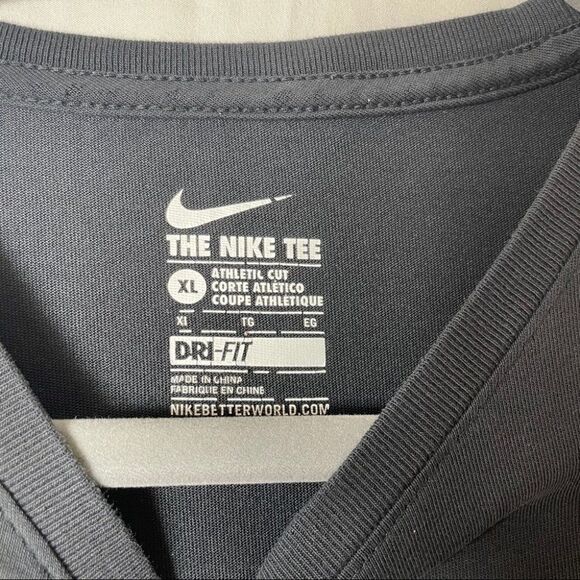 THE NIKE TEE
XL
ATHLETIC CUT
CORTE ATLÉTICO
COUPE ATHLÉTIQUE
XL TG EG
DRI-FIT
MADE IN CHINA
FABRIQUE EN CHINE
NIKEBETTERWORLD.COM